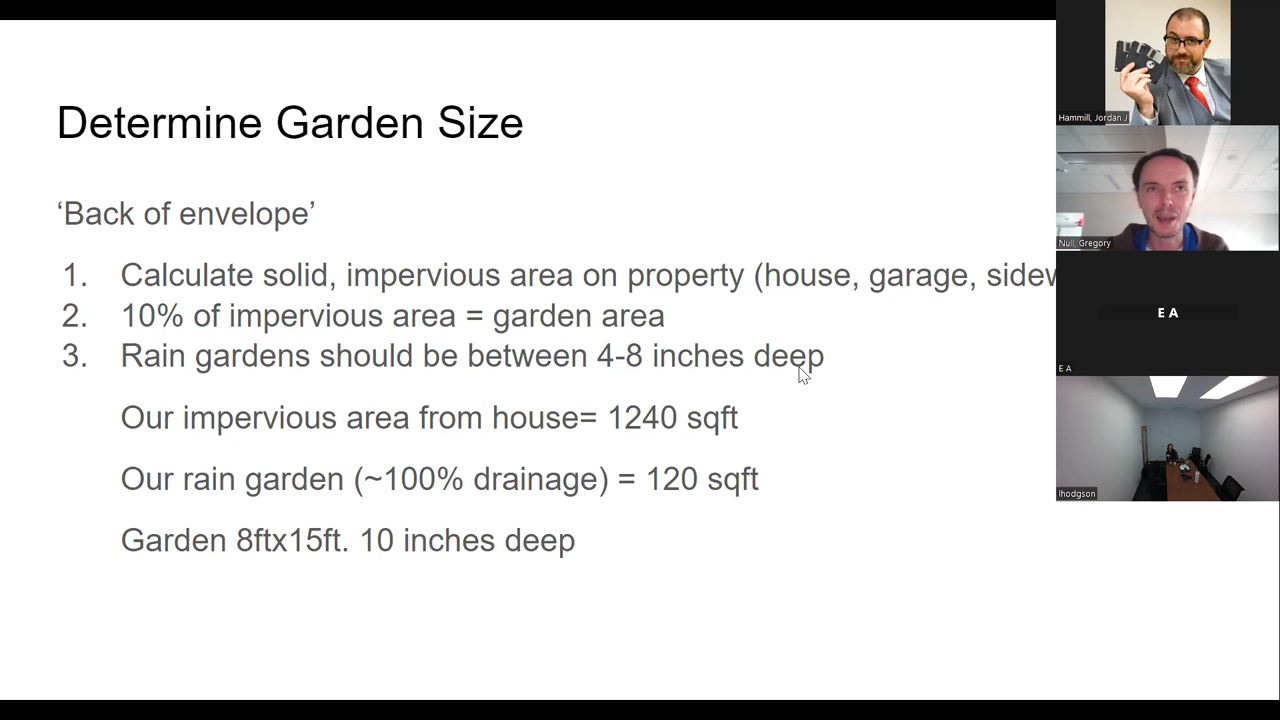 Determine Garden Size
‘Back of envelope’
1. Calculate solid, impervious area on property (house, garage, sidew
2. 10% of impervious area = garden area
3. Rain gardens should be between 4-8 inches deep
Our impervious area from house= 1240 sqft
Our rain garden (~100% drainage) = 120 sqft
Garden 8ftx15ft. 10 inches deep
Hammill, Jordan J
Null, Gregory
E A
E A
lhodgson